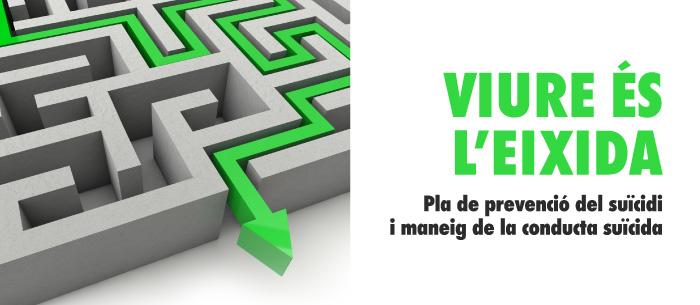 VIURE ÉS
L'EIXIDA
Pla de prevenció del suïcidi
i maneig de la conducta suïcida